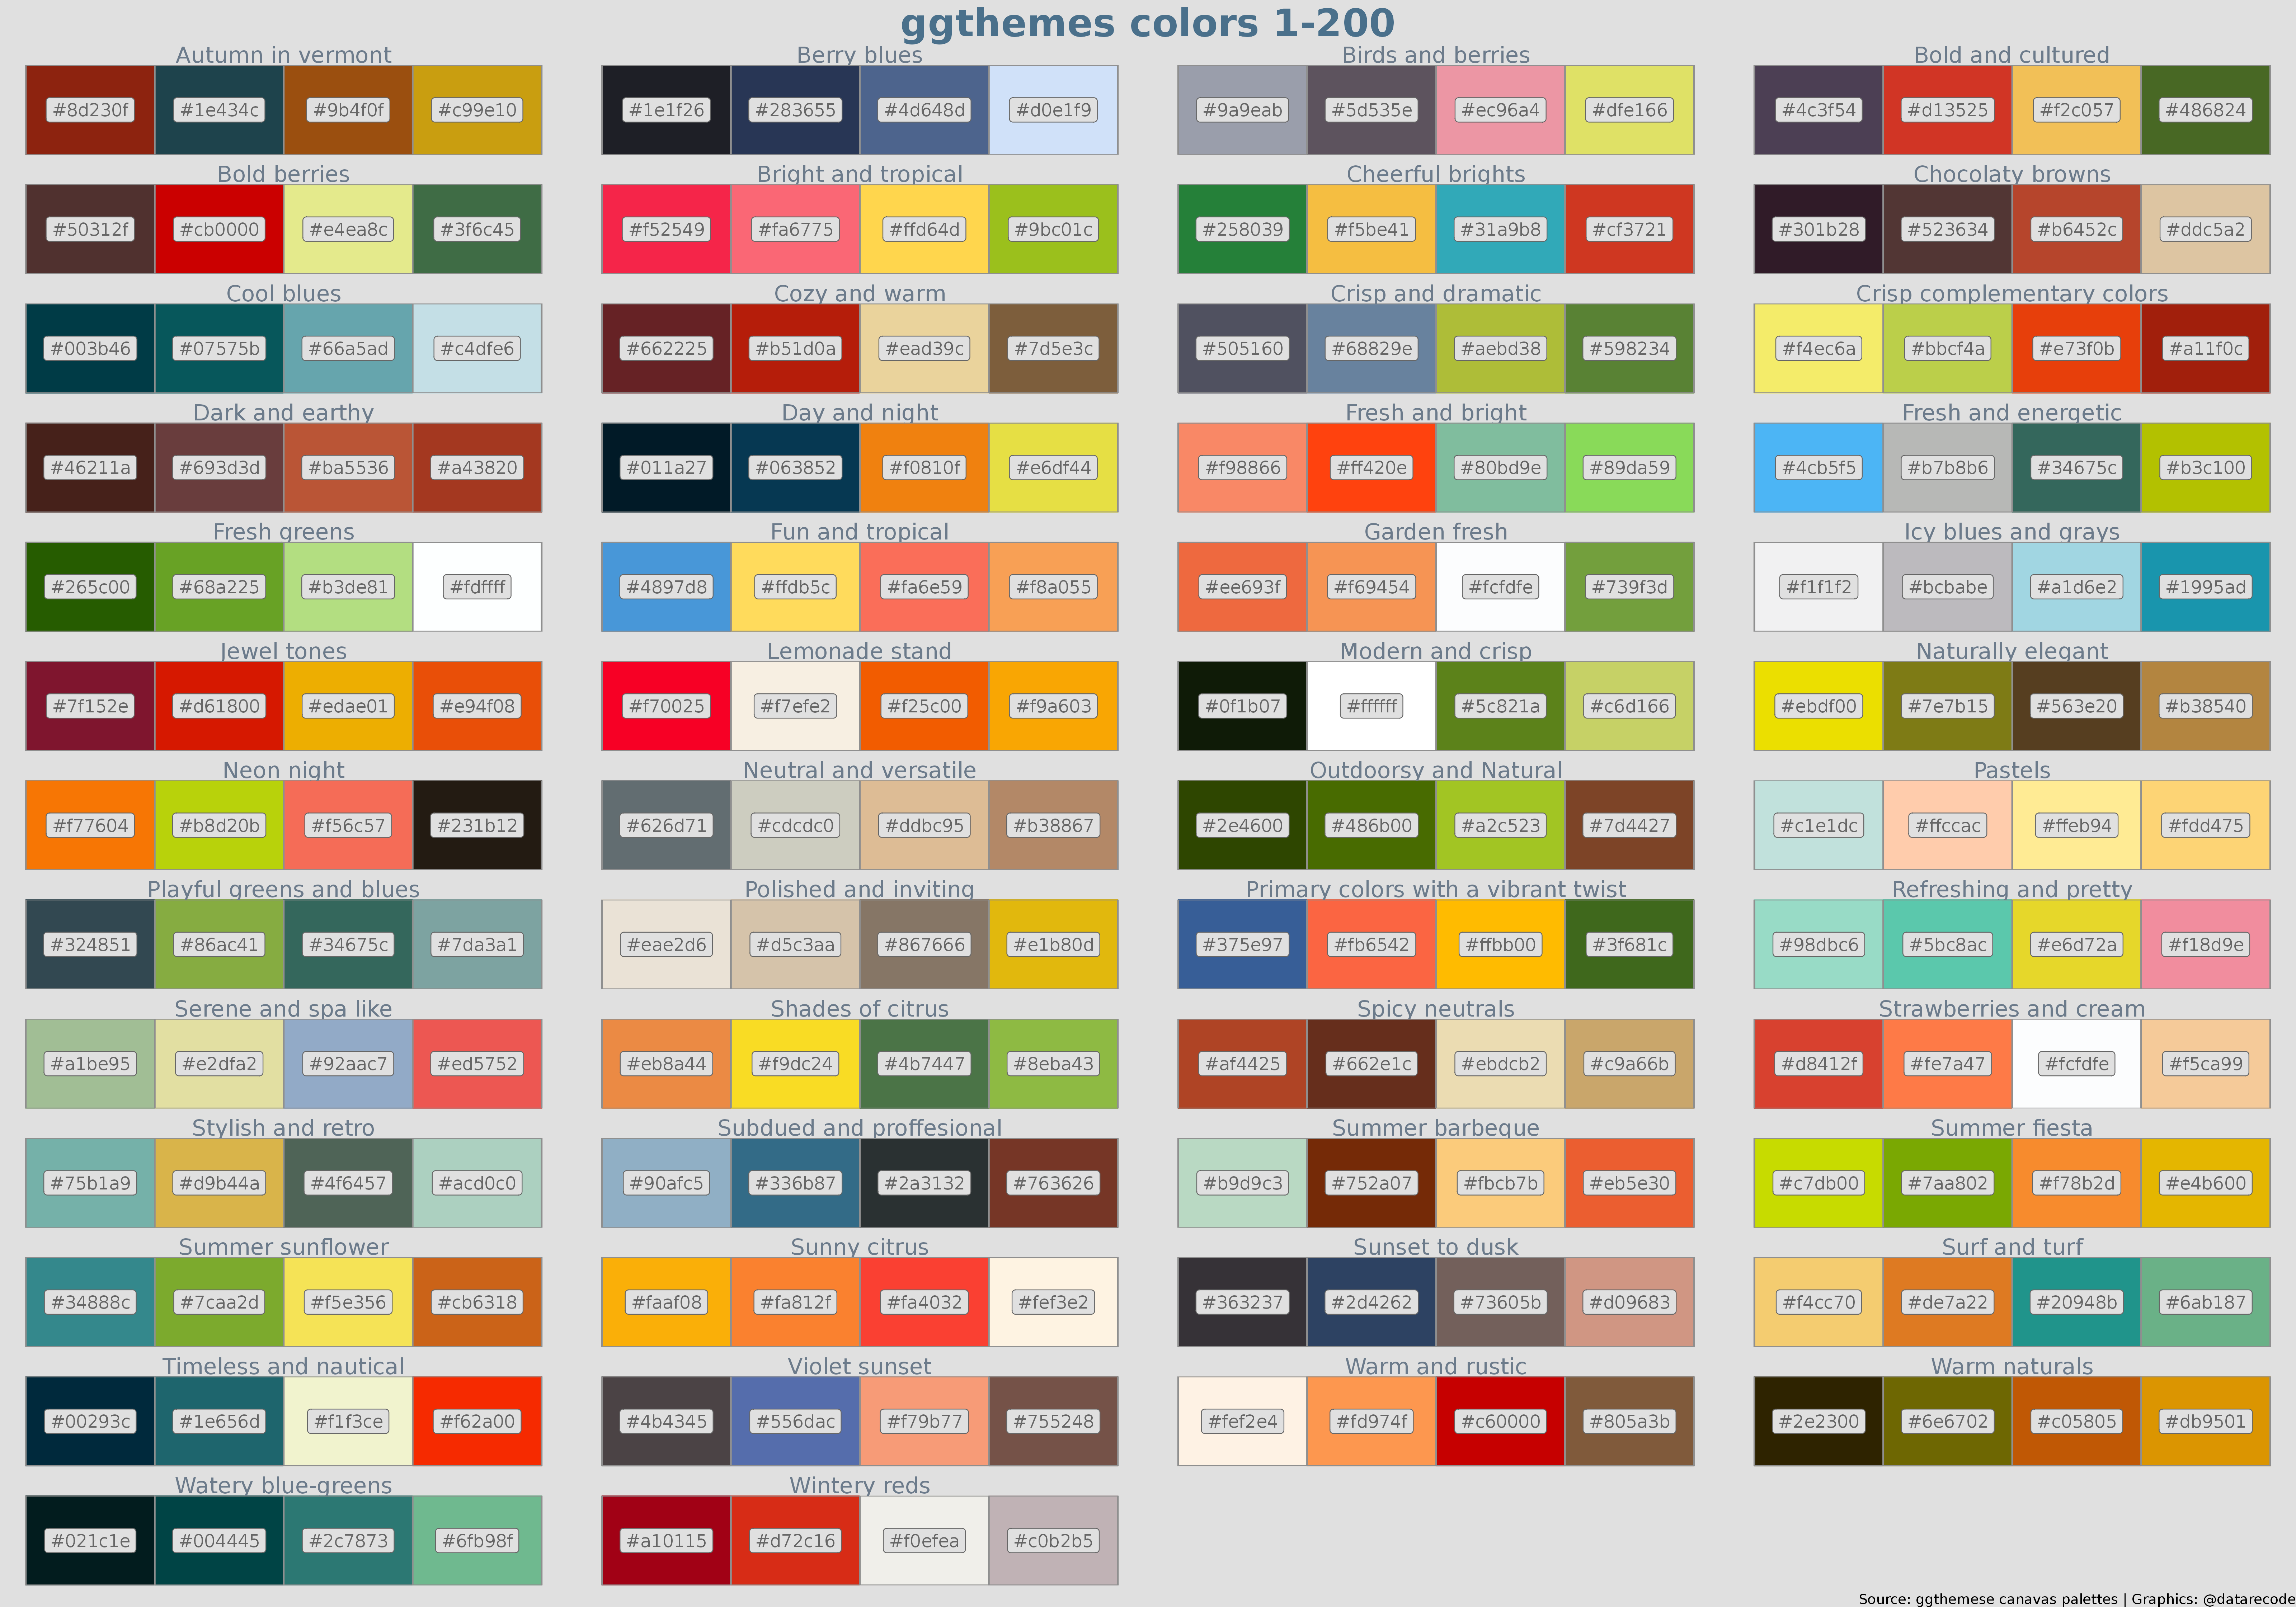 ggthemes colors 1-200
Autumn in vermont Berry blues Birds and berries Bold and cultured
#8d230f #1e434c #9b4f0f #c99e10 #1e1f26 #283655 #4d648d #d0e1f9 #9a9eab #5d535e #ec96a4 #dfe166 #4c3f54 #d13525 #f2c057 #486824
Bold berries Bright and tropical Cheerful brights Chocolaty browns
#50312f #cb0000 #e4ea8c #3f6c45 #f52549 #fa6775 #ffd64d #9bc01c #258039 #f5be41 #31a9b8 #cf3721 #301b28 #523634 #b6452c #ddc5a2
Cool blues Cozy and warm Crisp and dramatic Crisp complementary colors
#003b46 #07575b #66a5ad #c4dfe6 #662225 #b51d0a #ead39c #7d5e3c #505160 #68829e #aebd38 #598234 #f4ec6a #bbcf4a #e73f0b #a11f0c
Dark and earthy Day and night Fresh and bright Fresh and energetic
#46211a #693d3d #ba5536 #a43820 #011a27 #063852 #f0810f #e6df44 #f98866 #ff420e #80bd9e #89da59 #4cb5f5 #b7b8b6 #34675c #b3c100
Fresh greens Fun and tropical Garden fresh Icy blues and grays
#265c00 #68a225 #b3de81 #fdffff #4897d8 #ffdb5c #fa6e59 #f8a055 #ee693f #f69454 #fcfdfe #739f3d #f1f1f2 #bcbabe #a1d6e2 #1995ad
Jewel tones Lemonade stand Modern and crisp Naturally elegant
#7f152e #d61800 #edae01 #e94f08 #f70025 #f7efe2 #f25c00 #f9a603 #0f1b07 #ffffff #5c821a #c6d166 #ebdf00 #7e7b15 #563e20 #b38540
Neon night Neutral and versatile Outdoorsy and Natural Pastels
#f77604 #b8d20b #f56c57 #231b12 #626d71 #cdcdc0 #ddbc95 #b38867 #2e4600 #486b00 #a2c523 #7d4427 #c1e1dc #ffccac #ffeb94 #fdd475
Playful greens and blues Polished and inviting Primary colors with a vibrant twist Refreshing and pretty
#324851 #86ac41 #34675c #7da3a1 #eae2d6 #d5c3aa #867666 #e1b80d #375e97 #fb6542 #ffbb00 #3f681c #98dbc6 #5bc8ac #e6d72a #f18d9e
Serene and spa like Shades of citrus Spicy neutrals Strawberries and cream
#a1be95 #e2dfa2 #92aac7 #ed5752 #eb8a44 #f9dc24 #4b7447 #8eba43 #af4425 #662e1c #ebdcb2 #c9a66b #d8412f #fe7a47 #fcfdfe #f5ca99
Stylish and retro Subdued and proffesional Summer barbeque Summer fiesta
#75b1a9 #d9b44a #4f6457 #acd0c0 #90afc5 #336b87 #2a3132 #763626 #b9d9c3 #752a07 #fbcb7b #eb5e30 #c7db00 #7aa802 #f78b2d #e4b600
Summer sunflower Sunny citrus Sunset to dusk Surf and turf
#34888c #7caa2d #f5e356 #cb6318 #faaf08 #fa812f #fa4032 #fef3e2 #363237 #2d4262 #73605b #d09683 #f4cc70 #de7a22 #20948b #6ab187
Timeless and nautical Violet sunset Warm and rustic Warm naturals
#00293c #1e656d #f1f3ce #f62a00 #4b4345 #556dac #f79b77 #755248 #fef2e4 #fd974f #c60000 #805a3b #2e2300 #6e6702 #c05805 #db9501
Watery blue-greens Wintery reds
#021c1e #004445 #2c7873 #6fb98f #a10115 #d72c16 #f0efea #c0b2b5
Source: ggthemese canavas palettes | Graphics: @datarecode